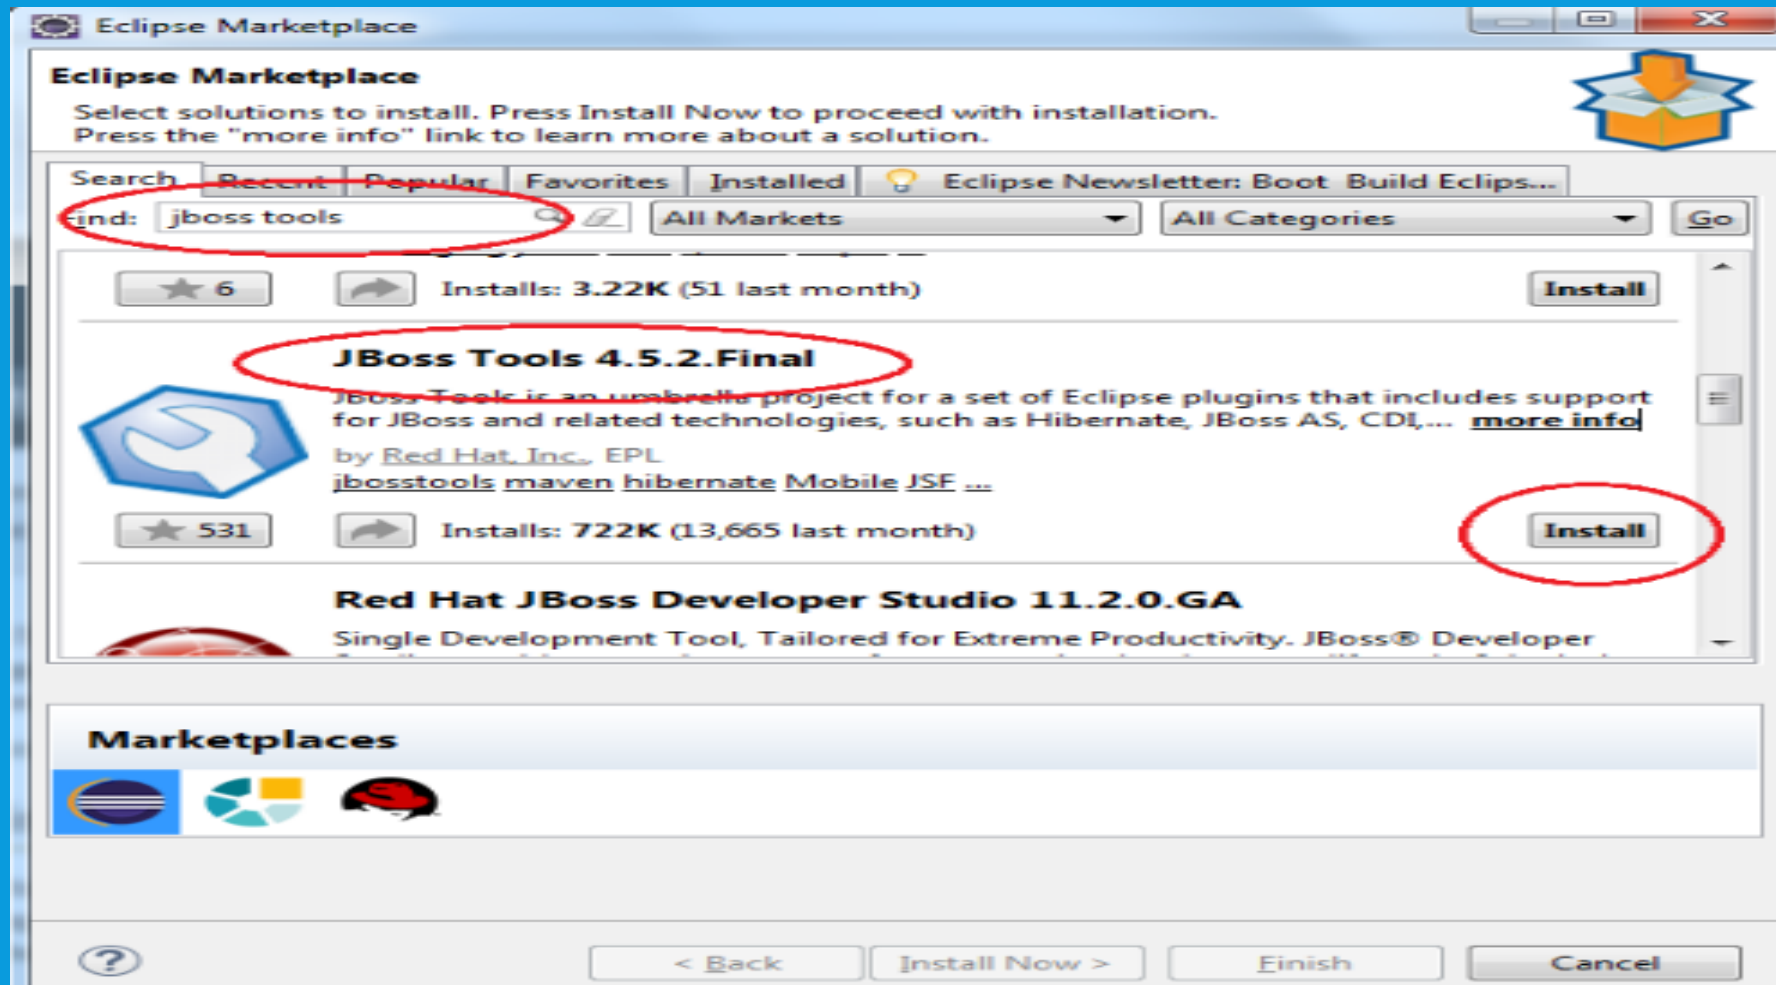 Eclipse Marketplace
Eclipse Marketplace
Select solutions to install. Press Install Now to proceed with installation.
Press the "more info" link to learn more about a solution.
Search Recent Popular Favorites Installed Eclipse Newsletter: Boot Build Eclips...
Find: jboss tools All Markets All Categories Go
6 Installs: 3.22K (51 last month) Install
JBoss Tools 4.5.2.Final
JBoss Tools is an umbrella project for a set of Eclipse plugins that includes support
for JBoss and related technologies, such as Hibernate, JBoss AS, CDI,... more info
by Red Hat, Inc., EPL
jbosstools maven hibernate Mobile JSF ...
531 Installs: 722K (13,665 last month) Install
Red Hat JBoss Developer Studio 11.2.0.GA
Single Development Tool, Tailored for Extreme Productivity. JBoss® Developer
Marketplaces
? < Back Install Now > Finish Cancel